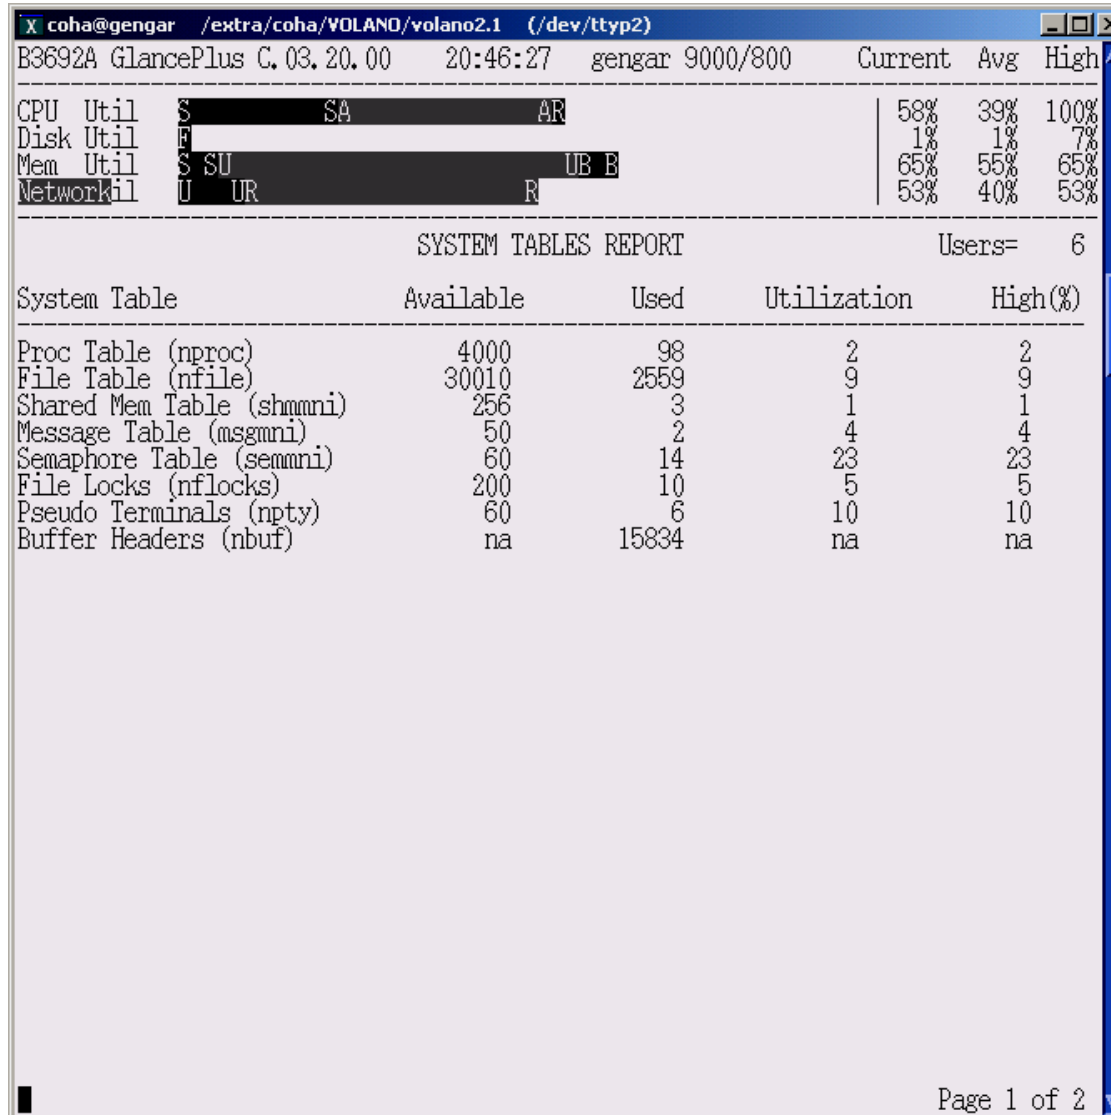 X coha@gengar /extra/coha/VOLANO/volano2.1 (/dev/ttyp2)
B3692A GlancePlus C.03.20.00 20:46:27 gengar 9000/800 Current Avg High
CPU Util S SA AR | 58% 39% 100%
Disk Util F | 1% 1% 7%
Mem Util S SU UB B | 65% 55% 65%
Networkil U UR R | 53% 40% 53%
SYSTEM TABLES REPORT Users= 6
System Table Available Used Utilization High(%)
Proc Table (nproc) 4000 98 2 2
File Table (nfile) 30010 2559 9 9
Shared Mem Table (shmmni) 256 3 1 1
Message Table (msgmni) 50 2 4 4
Semaphore Table (semmni) 60 14 23 23
File Locks (nflocks) 200 10 5 5
Pseudo Terminals (npty) 60 6 10 10
Buffer Headers (nbuf) na 15834 na na
Page 1 of 2